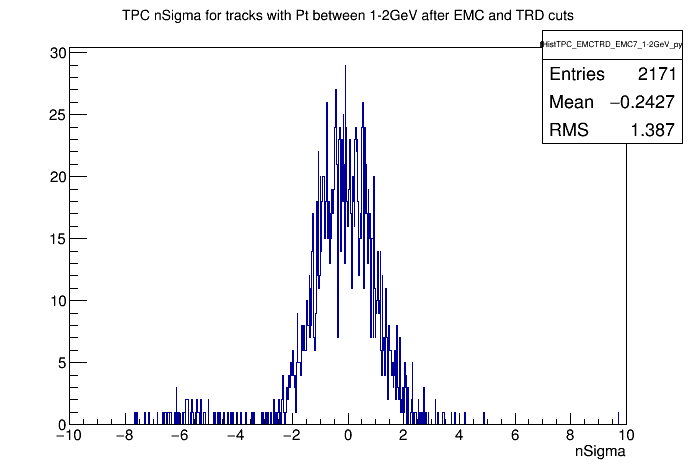 TPC nSigma for tracks with Pt between 1-2GeV after EMC and TRD cuts
HistTPC_EMCTRD_EMC7_1-2GeV_py
Entries 2171
Mean −0.2427
RMS 1.387
30
25
20
15
10
5
0
−10 −8 −6 −4 −2 0 2 4 6 8 10
nSigma